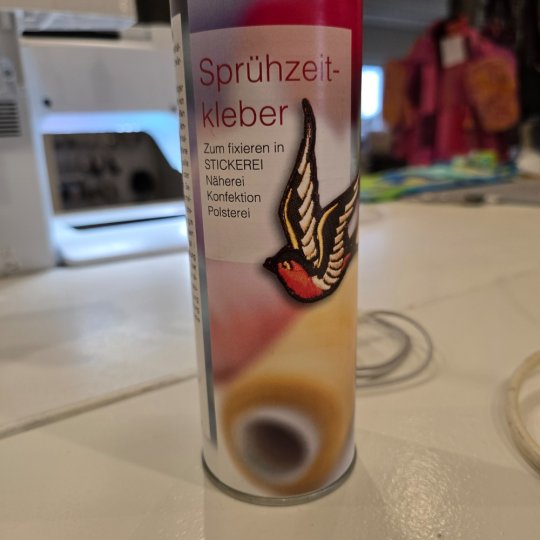 Sprühzeit-
kleber
Zum fixieren in
STICKEREI
Näherei
Konfektion
Polsterei